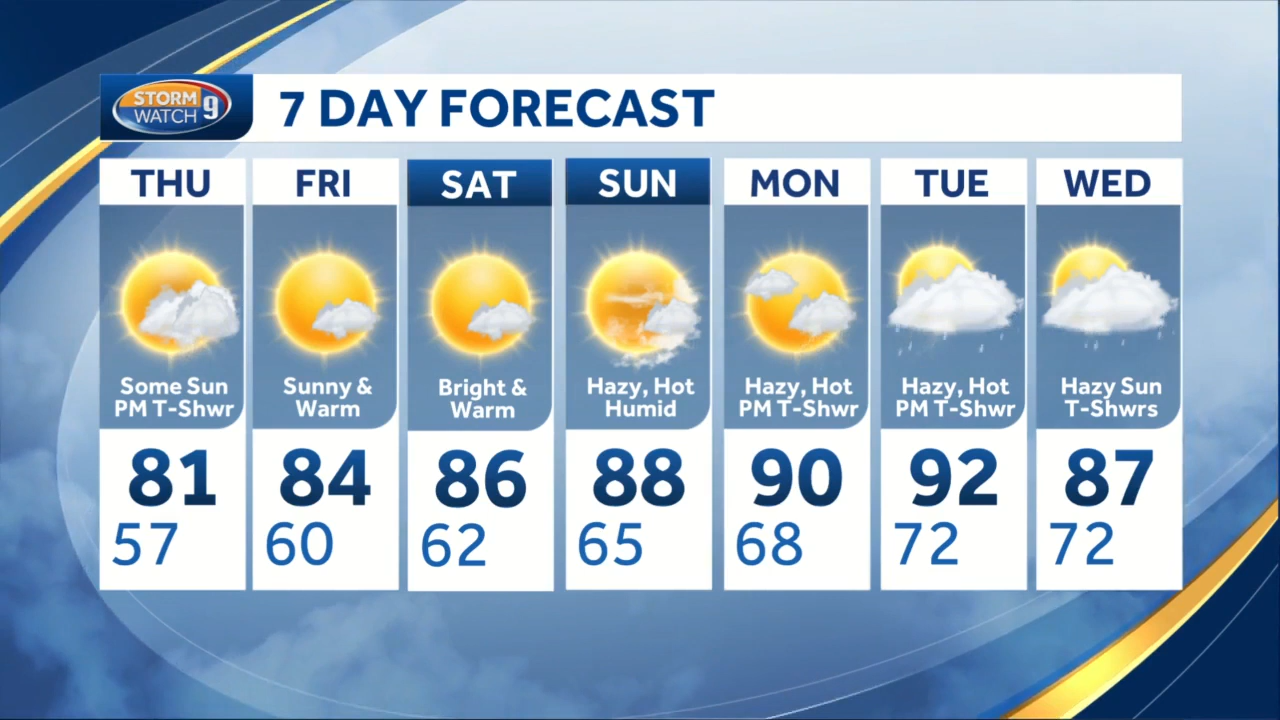 STORM
WATCH 9
7 DAY FORECAST
THU
FRI
SAT
SUN
MON
TUE
WED
Some Sun
PM T-Shwr
Sunny &
Warm
Bright &
Warm
Hazy, Hot
Humid
Hazy, Hot
PM T-Shwr
Hazy, Hot
PM T-Shwr
Hazy Sun
T-Shwrs
81
84
86
88
90
92
87
57
60
62
65
68
72
72